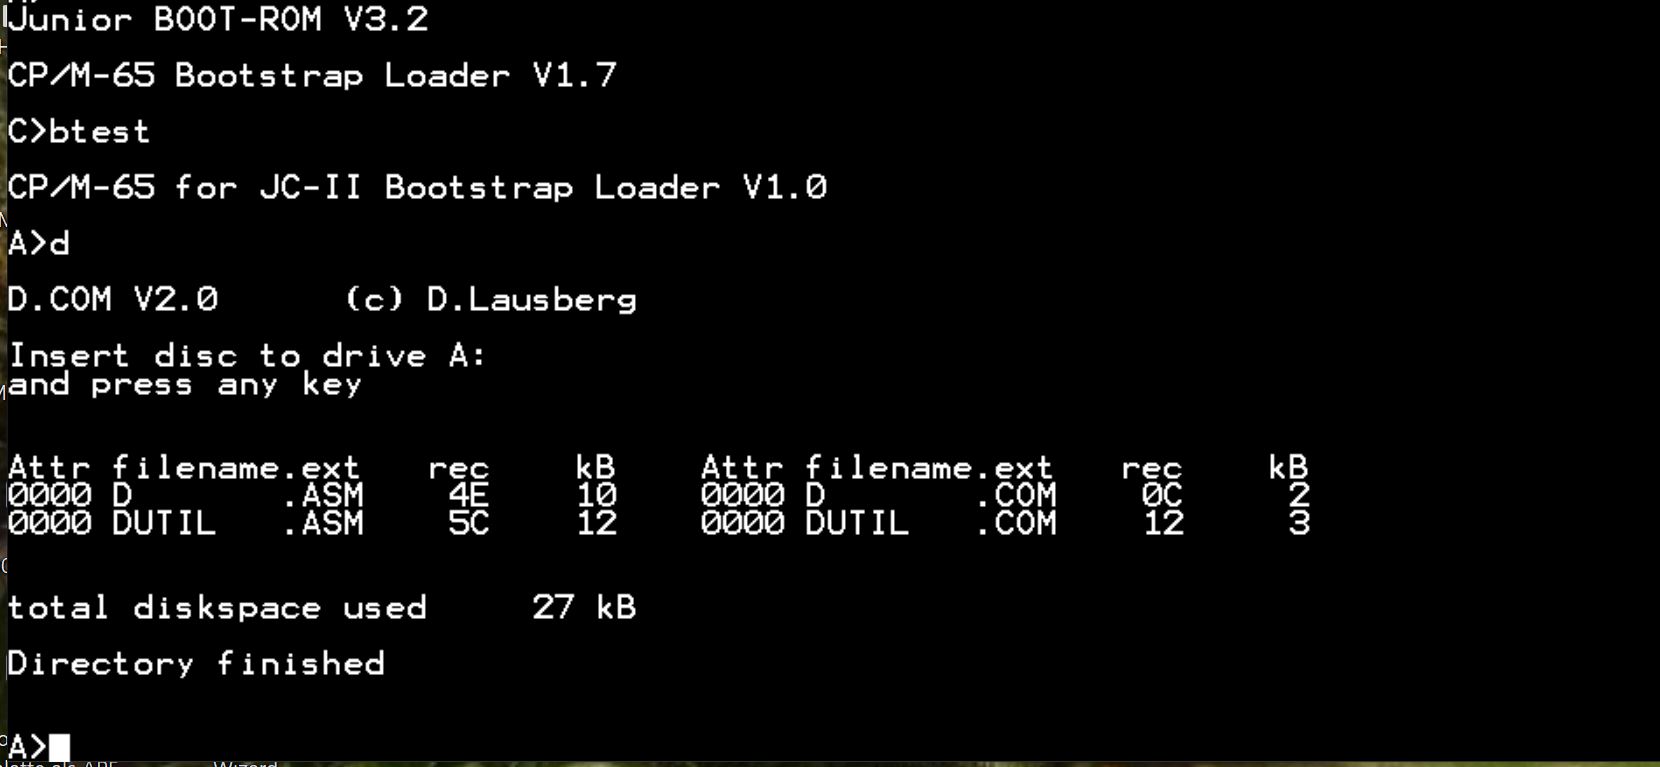 Junior BOOT-ROM V3.2
CP/M-65 Bootstrap Loader V1.7
C>btest
CP/M-65 for JC-II Bootstrap Loader V1.0
A>d
D.COM V2.0      (c) D.Lausberg
Insert disc to drive A:
and press any key
Attr filename.ext   rec    kB    Attr filename.ext   rec    kB
0000 D       .ASM    4E    10    0000 D       .COM    0C     2
0000 DUTIL   .ASM    5C    12    0000 DUTIL   .COM    12     3
total diskspace used     27 kB
Directory finished
A>